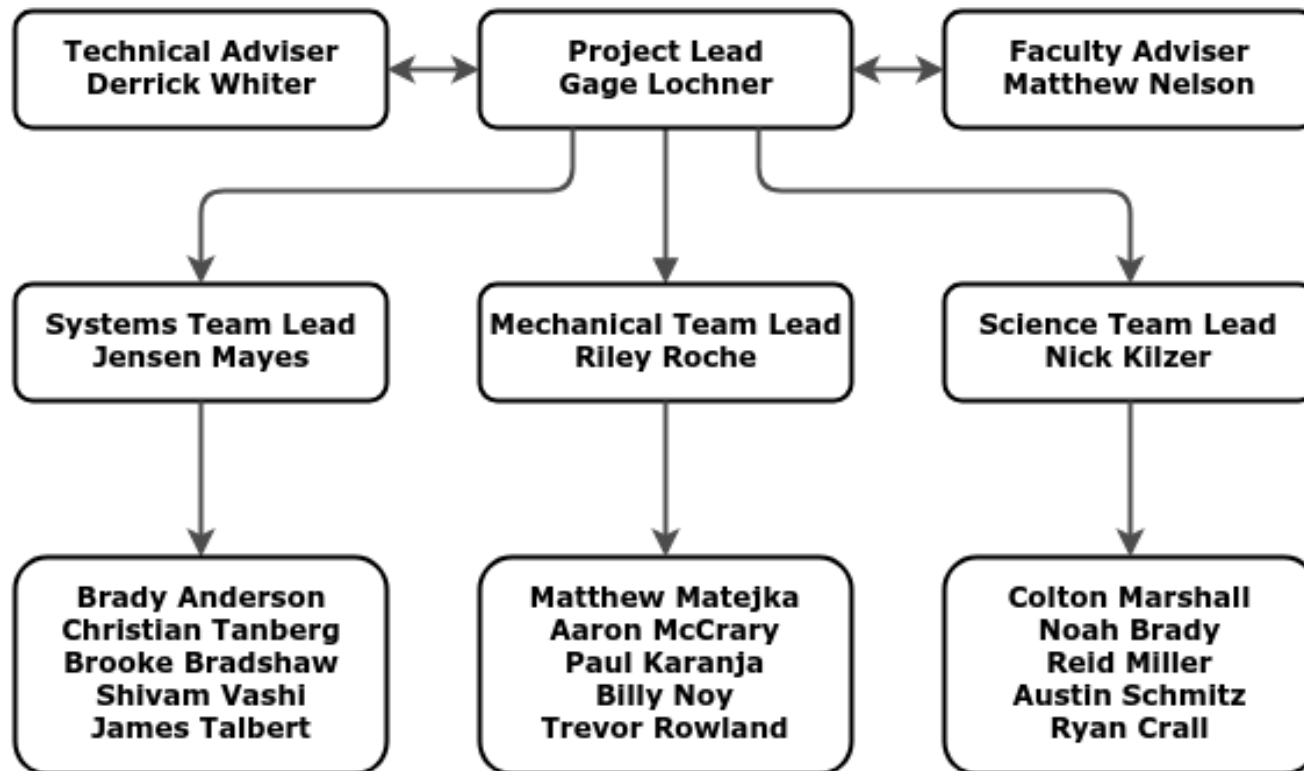 Technical Adviser
Derrick Whiter
Project Lead
Gage Lochner
Faculty Adviser
Matthew Nelson
Systems Team Lead
Jensen Mayes
Mechanical Team Lead
Riley Roche
Science Team Lead
Nick Kilzer
Brady Anderson
Christian Tanberg
Brooke Bradshaw
Shivam Vashi
James Talbert
Matthew Matejka
Aaron McCrary
Paul Karanja
Billy Noy
Trevor Rowland
Colton Marshall
Noah Brady
Reid Miller
Austin Schmitz
Ryan Crall